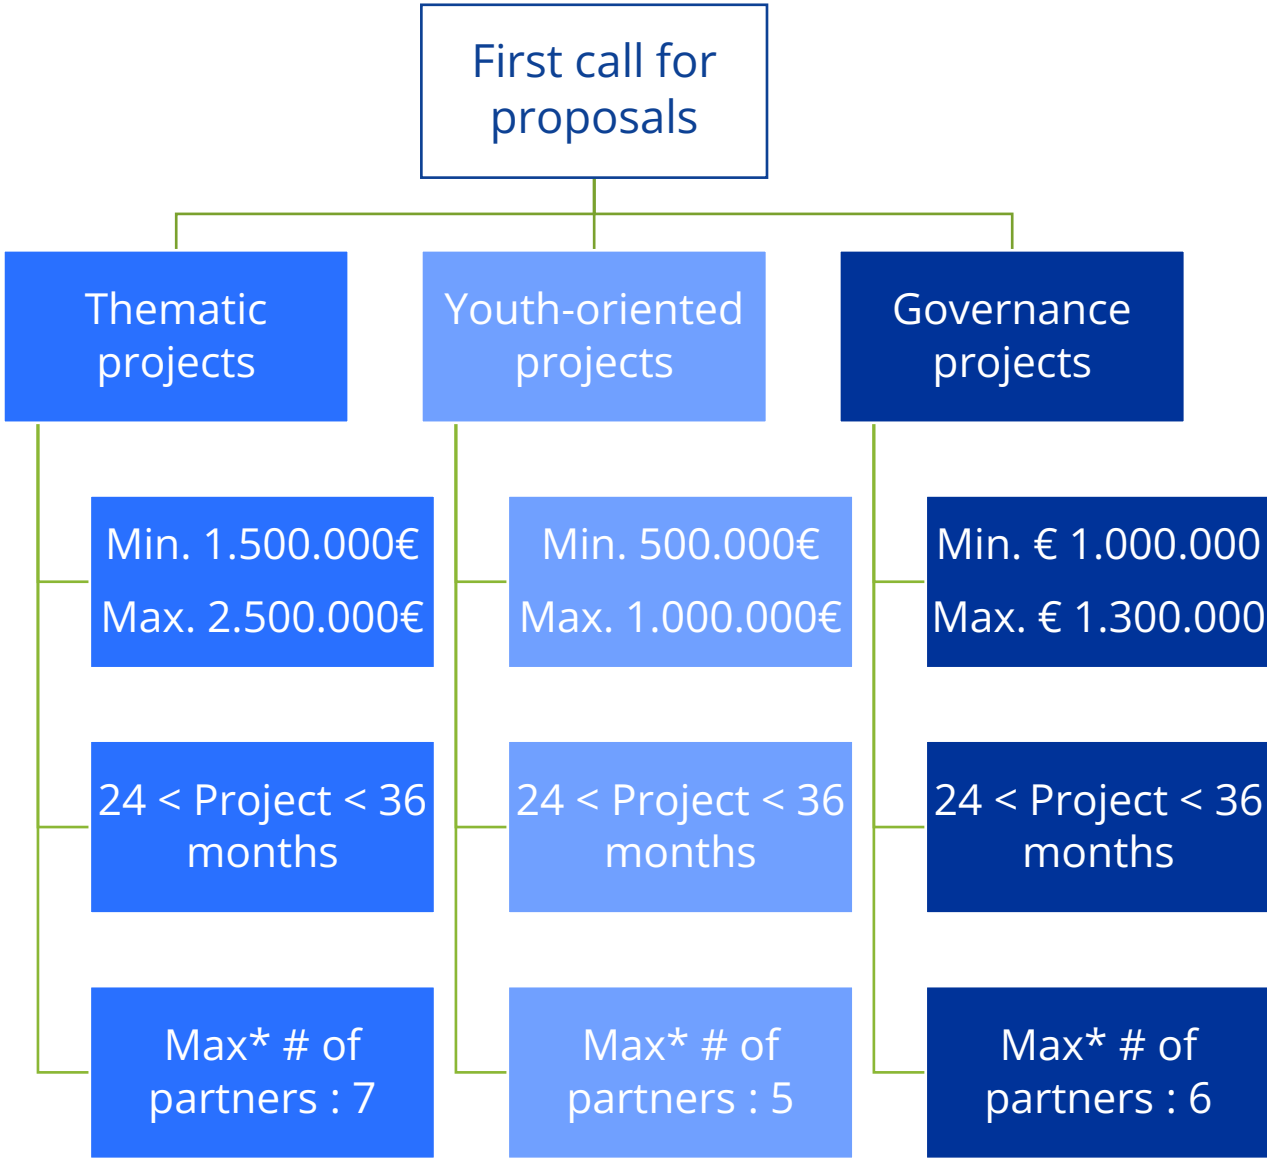 First call for
proposals
Thematic
projects
Min. 1.500.000€
Max. 2.500.000€
24 < Project < 36
months
Max* # of
partners : 7
Youth-oriented
projects
Min. 500.000€
Max. 1.000.000€
24 < Project < 36
months
Max* # of
partners : 5
Governance
projects
Min. € 1.000.000
Max. € 1.300.000
24 < Project < 36
months
Max* # of
partners : 6